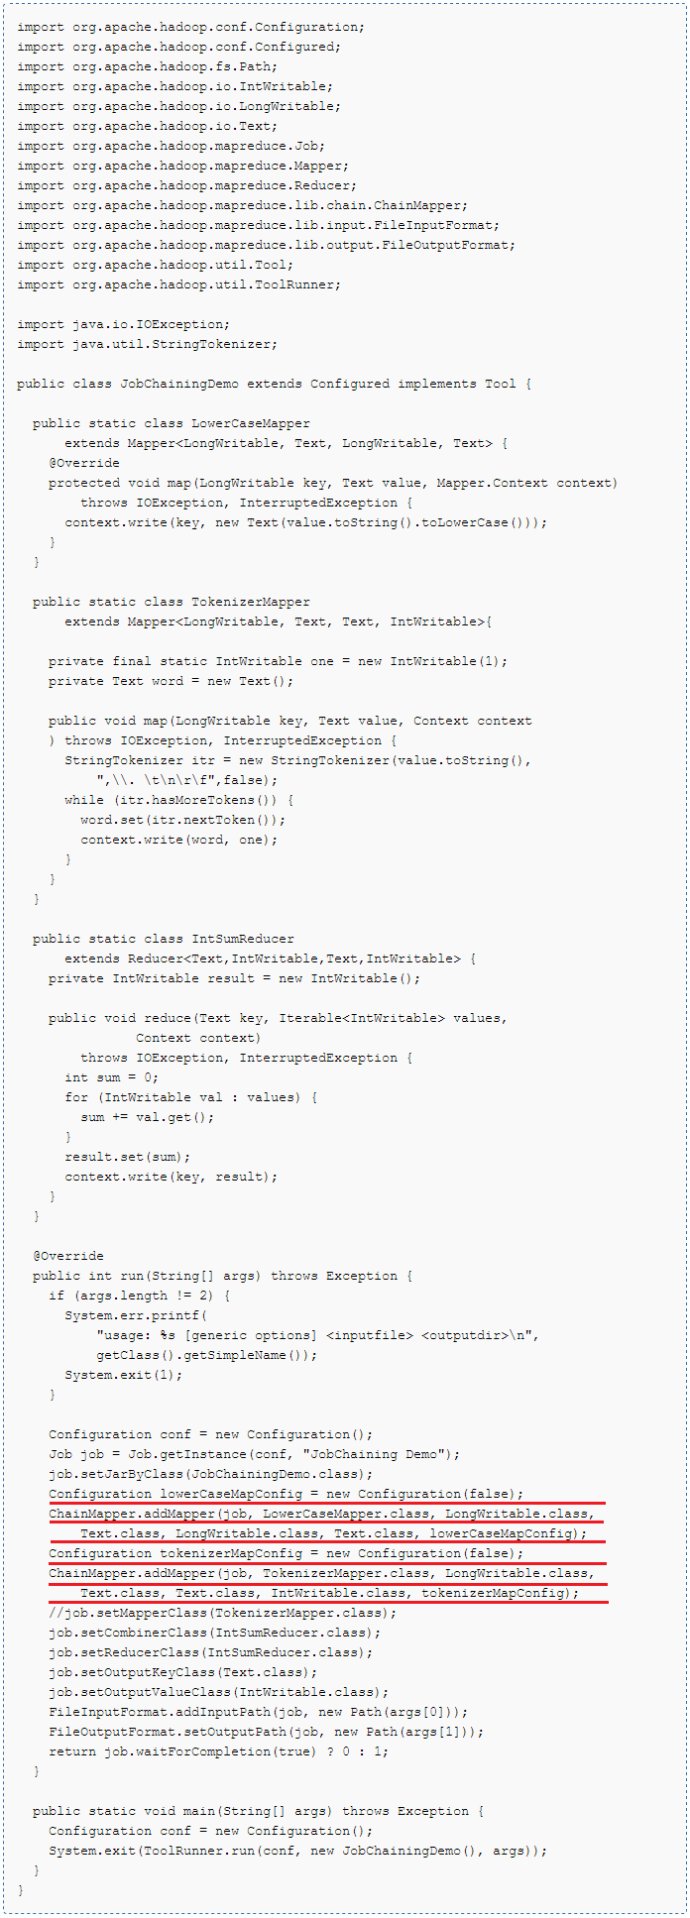 import org.apache.hadoop.conf.Configuration;
import org.apache.hadoop.conf.Configured;
import org.apache.hadoop.fs.Path;
import org.apache.hadoop.io.IntWritable;
import org.apache.hadoop.io.LongWritable;
import org.apache.hadoop.io.Text;
import org.apache.hadoop.mapreduce.Job;
import org.apache.hadoop.mapreduce.Mapper;
import org.apache.hadoop.mapreduce.Reducer;
import org.apache.hadoop.mapreduce.lib.chain.ChainMapper;
import org.apache.hadoop.mapreduce.lib.input.FileInputFormat;
import org.apache.hadoop.mapreduce.lib.output.FileOutputFormat;
import org.apache.hadoop.util.Tool;
import org.apache.hadoop.util.ToolRunner;

import java.io.IOException;
import java.util.StringTokenizer;

public class JobChainingDemo extends Configured implements Tool {

  public static class LowerCaseMapper
      extends Mapper<LongWritable, Text, LongWritable, Text> {
    @Override
    protected void map(LongWritable key, Text value, Mapper.Context context)
        throws IOException, InterruptedException {
      context.write(key, new Text(value.toString().toLowerCase()));
    }
  }

  public static class TokenizerMapper
      extends Mapper<LongWritable, Text, Text, IntWritable>{

    private final static IntWritable one = new IntWritable(1);
    private Text word = new Text();

    public void map(LongWritable key, Text value, Context context
    ) throws IOException, InterruptedException {
      StringTokenizer itr = new StringTokenizer(value.toString(),
          ",\\. \t\n\r\f",false);
      while (itr.hasMoreTokens()) {
        word.set(itr.nextToken());
        context.write(word, one);
      }
    }
  }

  public static class IntSumReducer
      extends Reducer<Text,IntWritable,Text,IntWritable> {
    private IntWritable result = new IntWritable();

    public void reduce(Text key, Iterable<IntWritable> values,
               Context context)
        throws IOException, InterruptedException {
      int sum = 0;
      for (IntWritable val : values) {
        sum += val.get();
      }
      result.set(sum);
      context.write(key, result);
    }
  }

  @Override
  public int run(String[] args) throws Exception {
    if (args.length != 2) {
      System.err.printf(
          "usage: %s [generic options] <inputfile> <outputdir>\n",
          getClass().getSimpleName());
      System.exit(1);
    }

    Configuration conf = new Configuration();
    Job job = Job.getInstance(conf, "JobChaining Demo");
    job.setJarByClass(JobChainingDemo.class);
    Configuration lowerCaseMapConfig = new Configuration(false);
    ChainMapper.addMapper(job, LowerCaseMapper.class, LongWritable.class,
        Text.class, LongWritable.class, Text.class, lowerCaseMapConfig);
    Configuration tokenizerMapConfig = new Configuration(false);
    ChainMapper.addMapper(job, TokenizerMapper.class, LongWritable.class,
        Text.class, Text.class, IntWritable.class, tokenizerMapConfig);
    //job.setMapperClass(TokenizerMapper.class);
    job.setCombinerClass(IntSumReducer.class);
    job.setReducerClass(IntSumReducer.class);
    job.setOutputKeyClass(Text.class);
    job.setOutputValueClass(IntWritable.class);
    FileInputFormat.addInputPath(job, new Path(args[0]));
    FileOutputFormat.setOutputPath(job, new Path(args[1]));
    return job.waitForCompletion(true) ? 0 : 1;
  }

  public static void main(String[] args) throws Exception {
    Configuration conf = new Configuration();
    System.exit(ToolRunner.run(conf, new JobChainingDemo(), args));
  }
}